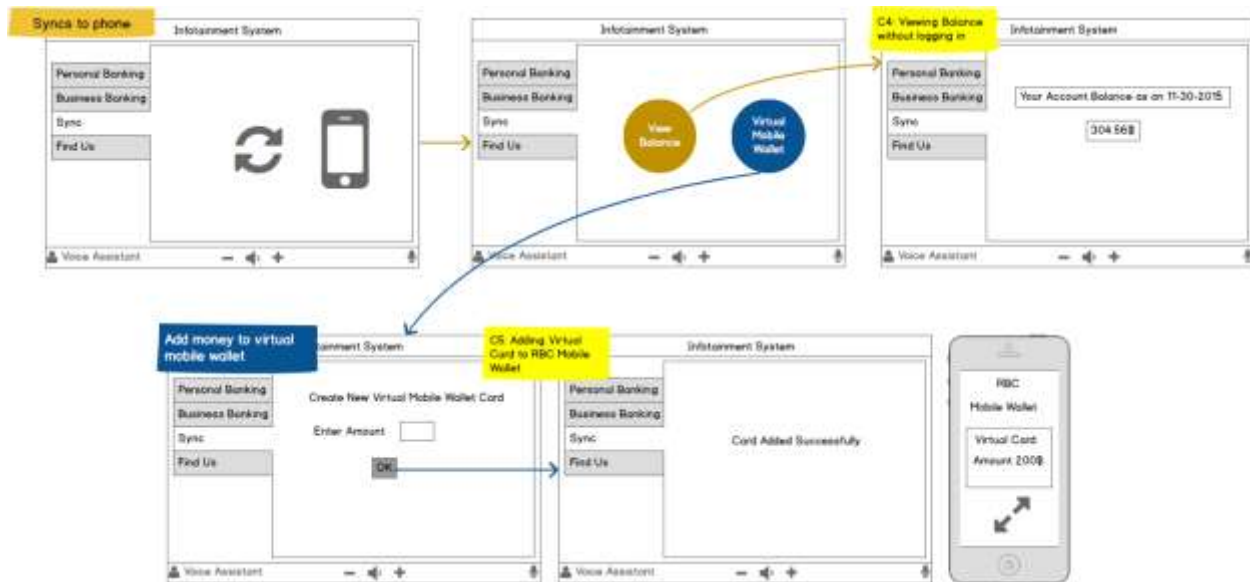 Syncs to phone
Infotainment System
Personal Banking
Business Banking
Sync
Find Us
Voice Assistant
Infotainment System
Personal Banking
Business Banking
Sync
Find Us
View
Balance
Virtual
Mobile
Wallet
Voice Assistant
C4: Viewing Balance
without logging in
Infotainment System
Personal Banking
Business Banking
Sync
Find Us
Your Account Balance as on 11-30-2015
304.56$
Voice Assistant
Add money to virtual
mobile wallet
Infotainment System
Personal Banking
Business Banking
Sync
Find Us
Create New Virtual Mobile Wallet Card
Enter Amount
OK
Voice Assistant
C5: Adding Virtual
Card to RBC Mobile
Wallet
Infotainment System
Personal Banking
Business Banking
Sync
Find Us
Card Added Successfully
Voice Assistant
RBC
Mobile Wallet
Virtual Card
Amount 200$